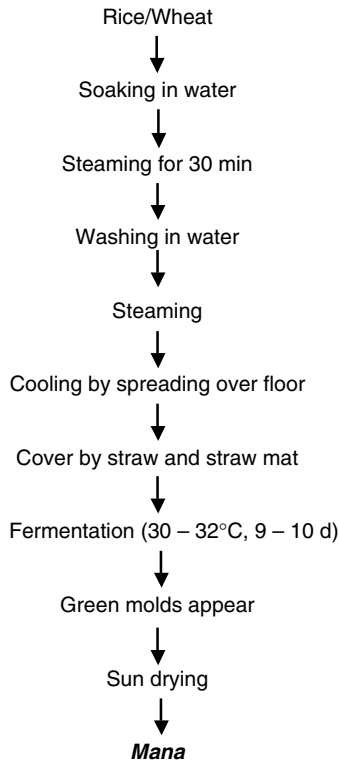 Rice/Wheat
Soaking in water
Steaming for 30 min
Washing in water
Steaming
Cooling by spreading over floor
Cover by straw and straw mat
Fermentation (30 – 32°C, 9 – 10 d)
Green molds appear
Sun drying
Mana